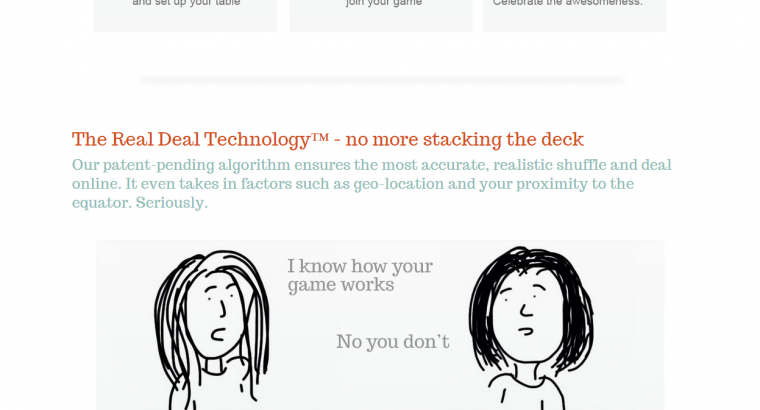 and set up your table
join your game
Celebrate the awesomeness.
The Real Deal Technology™ - no more stacking the deck
Our patent-pending algorithm ensures the most accurate, realistic shuffle and deal
online. It even takes in factors such as geo-location and your proximity to the
equator. Seriously.
I know how your
game works
No you don't